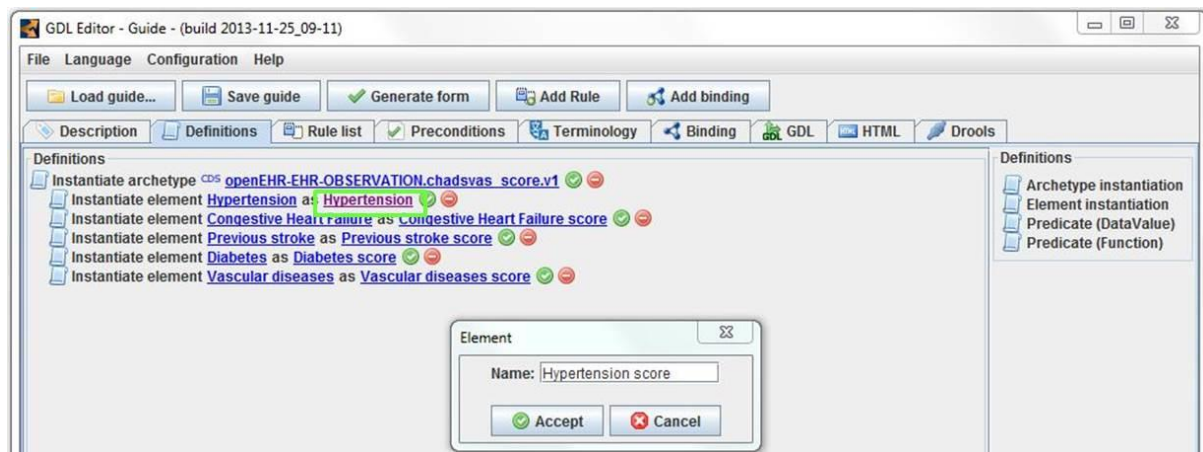 GDL Editor - Guide - (build 2013-11-25_09-11)
File Language Configuration Help
Load guide... Save guide Generate form Add Rule Add binding
Description Definitions Rule list Preconditions Terminology Binding GDL HTML Drools
Definitions
Instantiate archetype CDS openEHR-EHR-OBSERVATION.chadsvas_score.v1
Instantiate element Hypertension as Hypertension
Instantiate element Congestive Heart Failure as Congestive Heart Failure score
Instantiate element Previous stroke as Previous stroke score
Instantiate element Diabetes as Diabetes score
Instantiate element Vascular diseases as Vascular diseases score
Definitions
Archetype instantiation
Element instantiation
Predicate (DataValue)
Predicate (Function)
Element
Name: Hypertension score
Accept Cancel